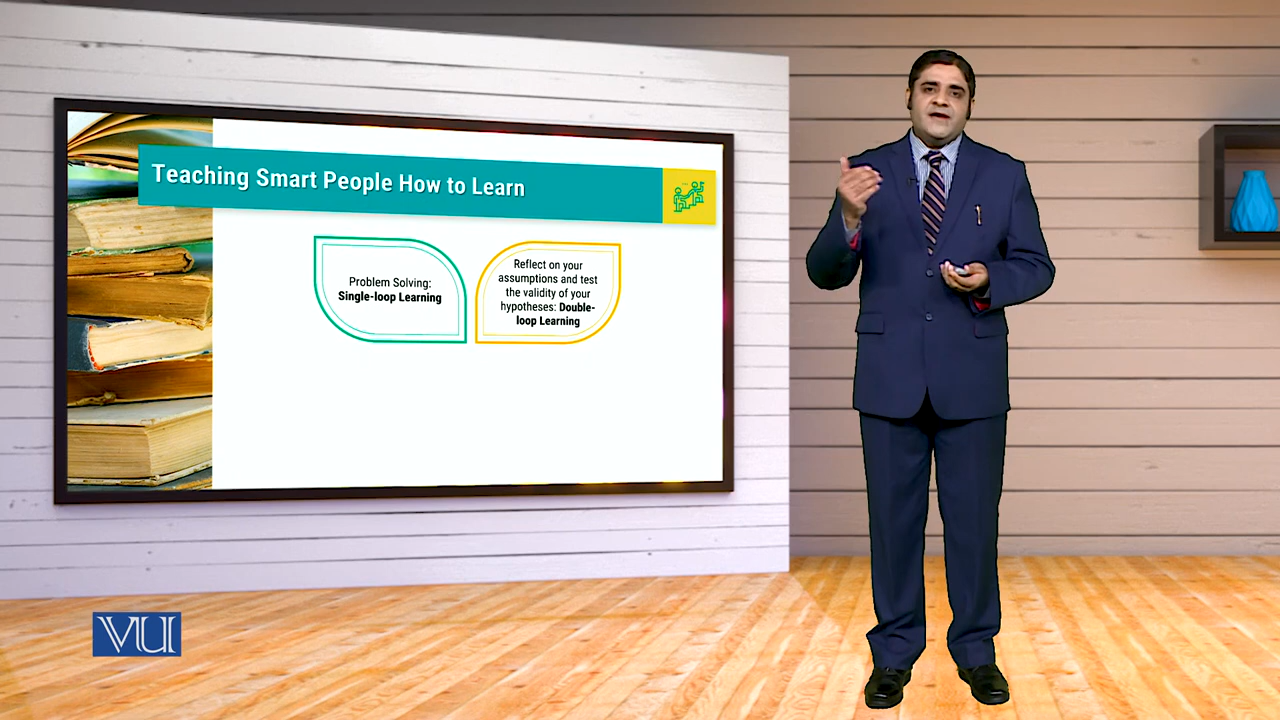 Teaching Smart People How to Learn
Problem Solving:
Single-loop Learning
Reflect on your
assumptions and test
the validity of your
hypotheses: Double-
loop Learning
VU